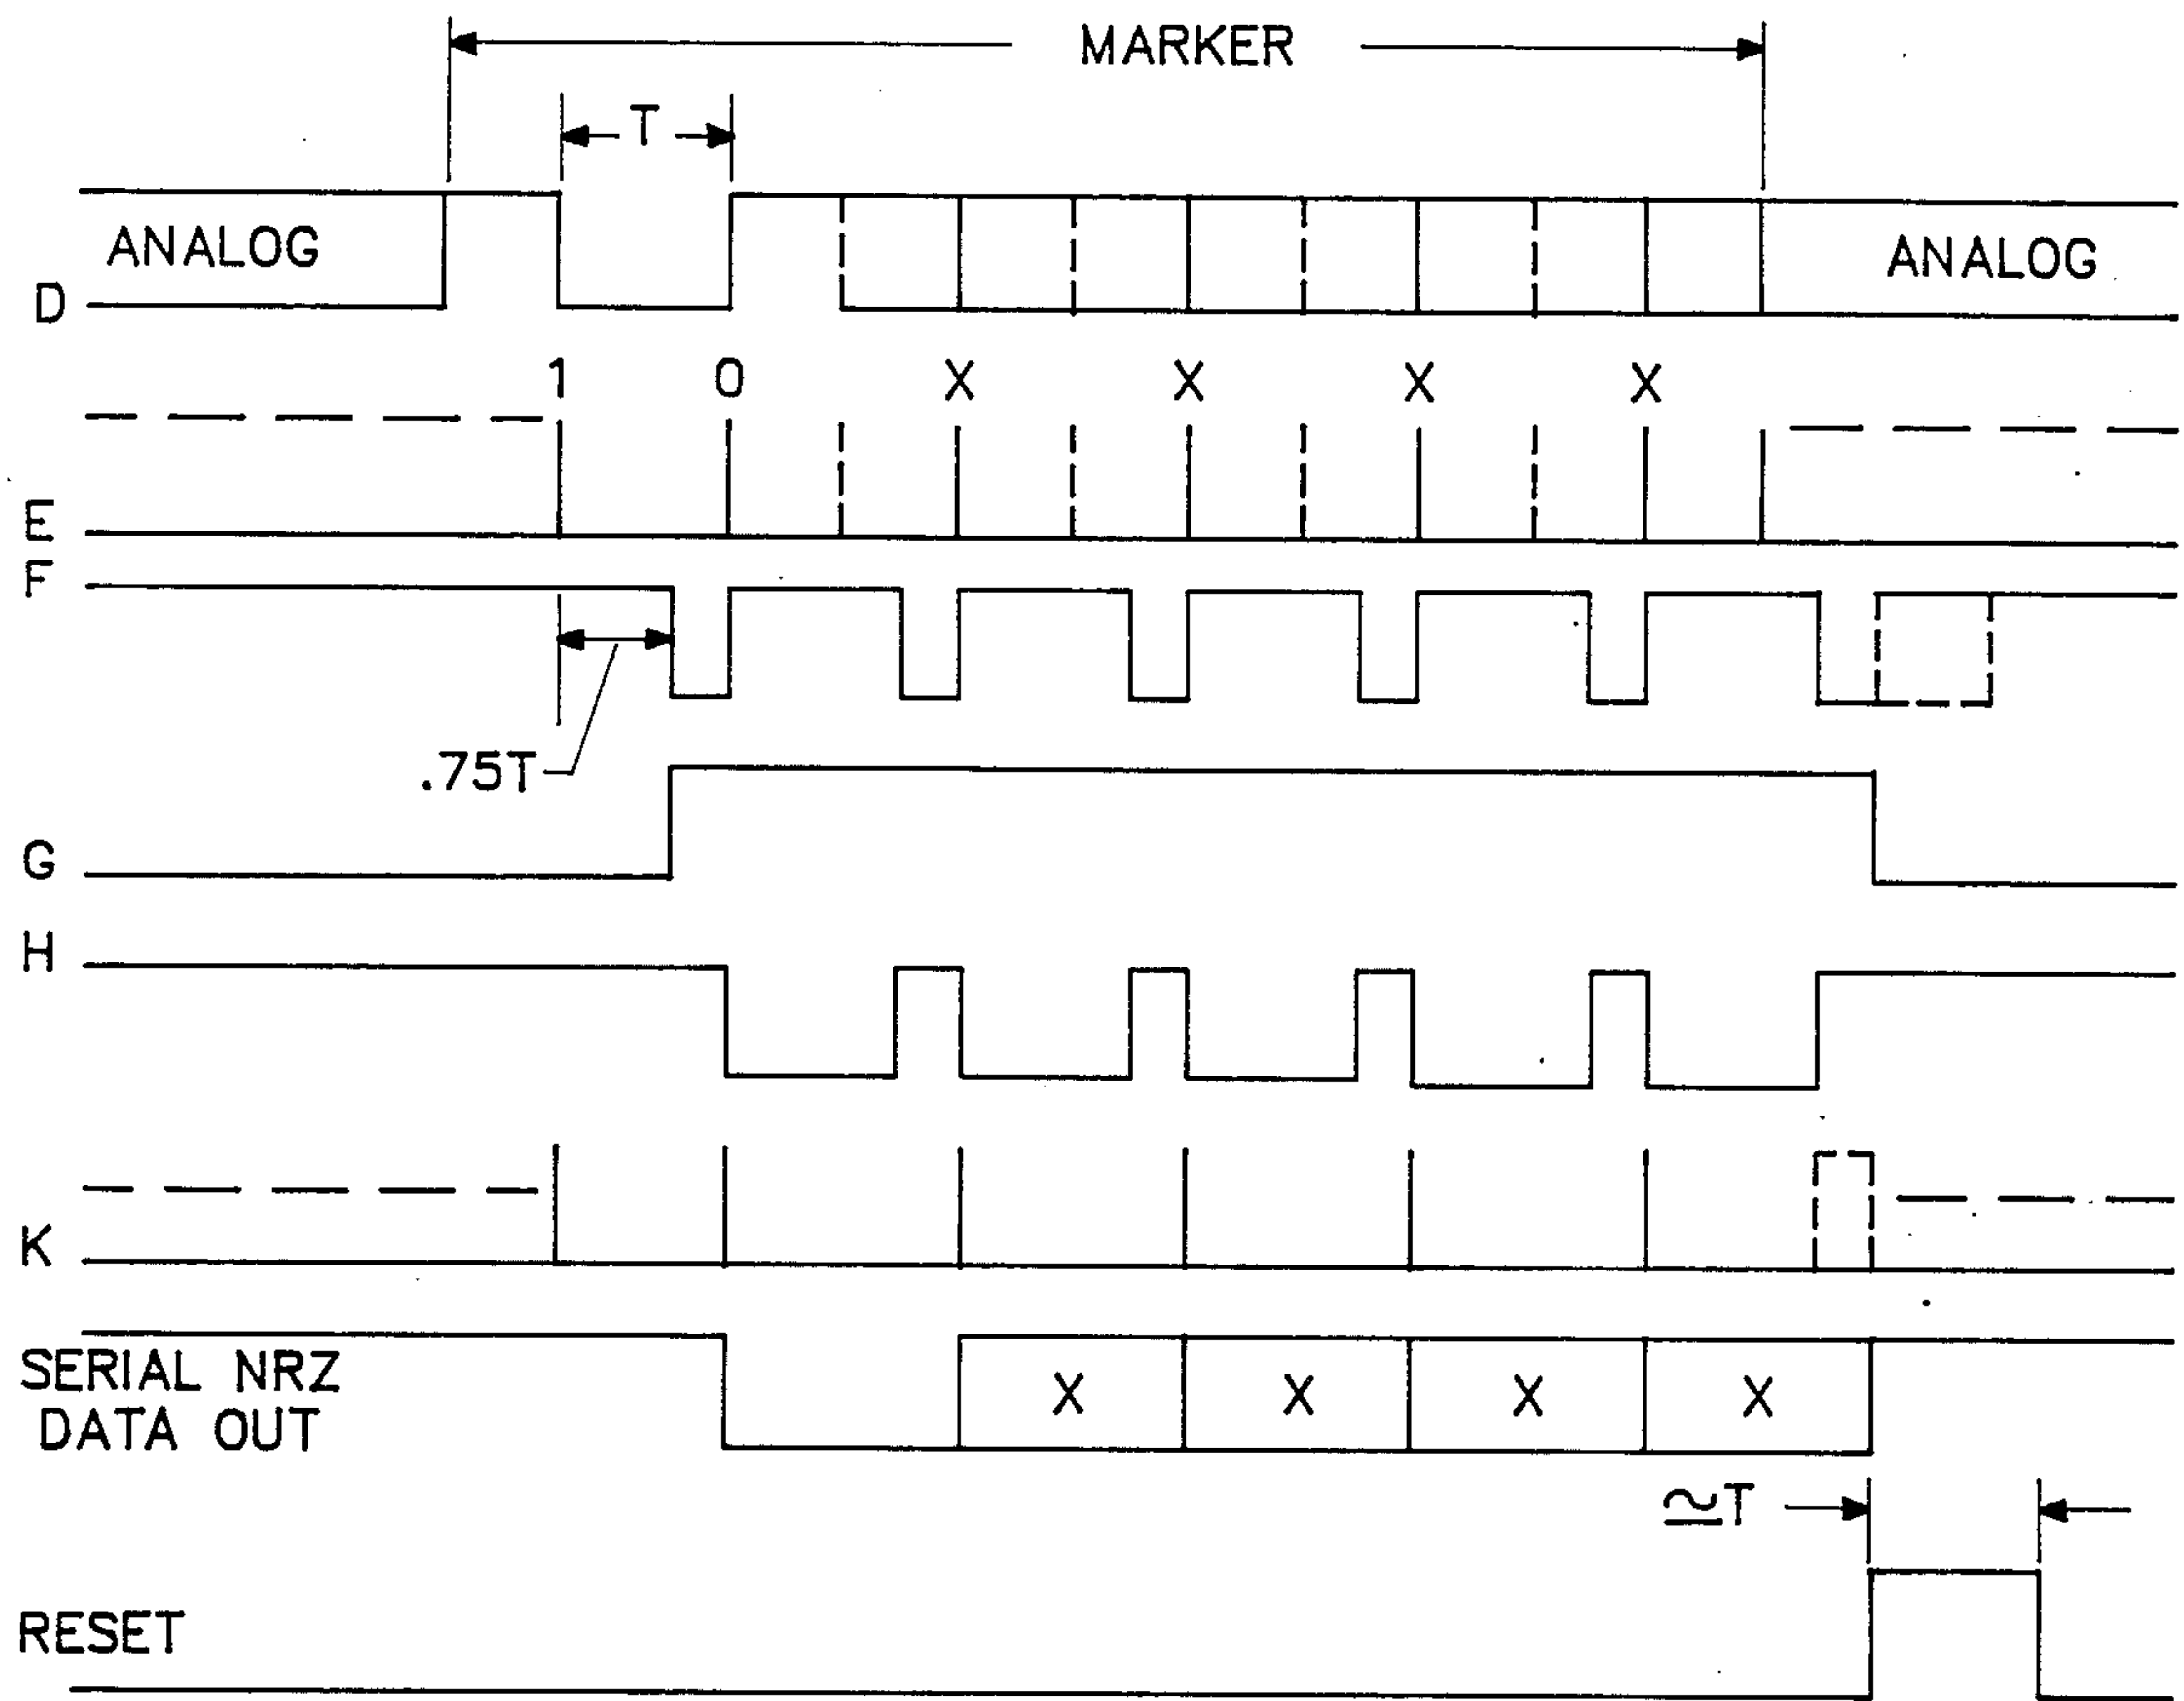 MARKER
T
ANALOG
ANALOG
D
1 0 X X X X
E
F
.75T
G
H
K
SERIAL NRZ
DATA OUT
X X X X
≃T
RESET